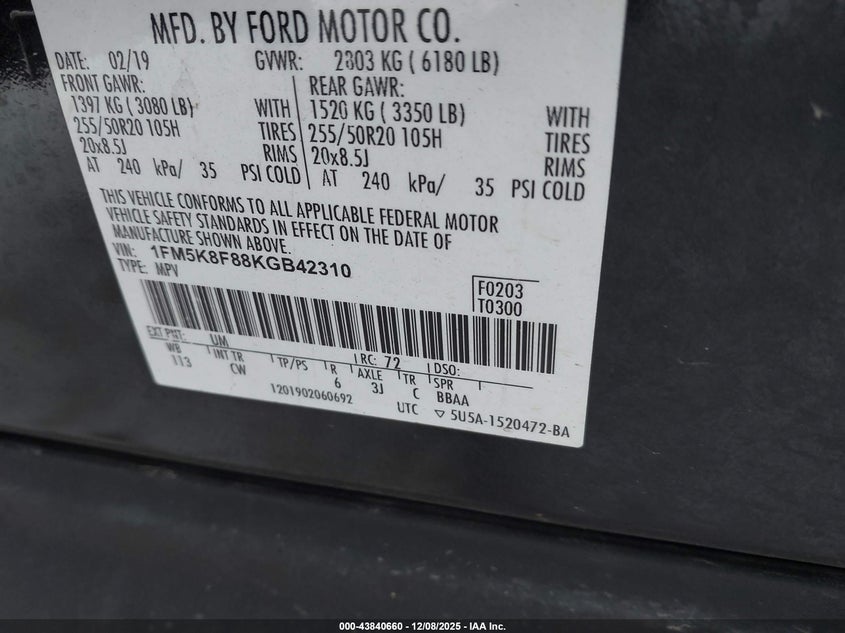 MFD. BY FORD MOTOR CO.
DATE: 02/19 GVWR: 2803 KG ( 6180 LB)
FRONT GAWR: REAR GAWR:
1397 KG ( 3080 LB) WITH 1520 KG ( 3350 LB) WITH
255/50R20 105H TIRES 255/50R20 105H TIRES
20x8.5J RIMS 20x8.5J RIMS
AT 240 kPa/ 35 PSI COLD AT 240 kPa/ 35 PSI COLD
THIS VEHICLE CONFORMS TO ALL APPLICABLE FEDERAL MOTOR
VEHICLE SAFETY STANDARDS IN EFFECT ON THE DATE OF
MANUFACTURE SHOWN ABOVE.
VIN: 1FM5K8F88KGB42310
TYPE: MPV
F0203
T0300
EXT PNT: UM RC: 72 DSO:
WB INT TR TP/PS R AXLE TR SPR
113 CW 6 3J C BBAA
1201902060692 UTC ▽ 5U5A-1520472-BA
000-43840660 - 12/08/2025 - IAA Inc.